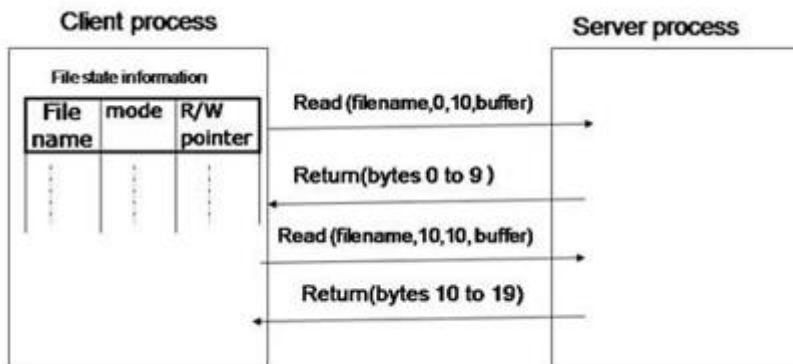 Client process
Server process
File state information
File name
mode
R/W pointer
Read (filename,0,10,buffer)
Return(bytes 0 to 9 )
Read (filename,10,10, buffer)
Return(bytes 10 to 19)